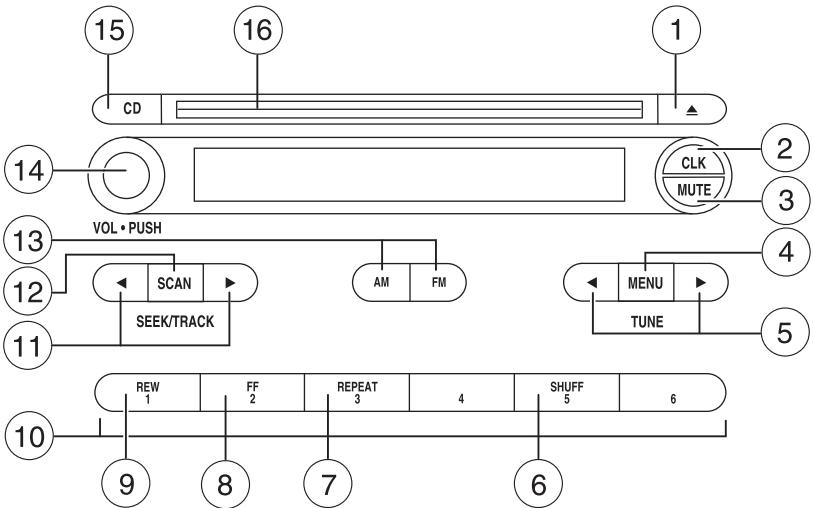 15 16 1
CD
2
CLK
14
MUTE
3
VOL • PUSH
13
4
12
SCAN AM FM MENU
SEEK/TRACK TUNE
11 5
REW FF REPEAT SHUFF
1 2 3 4 5 6
10
9 8 7 6